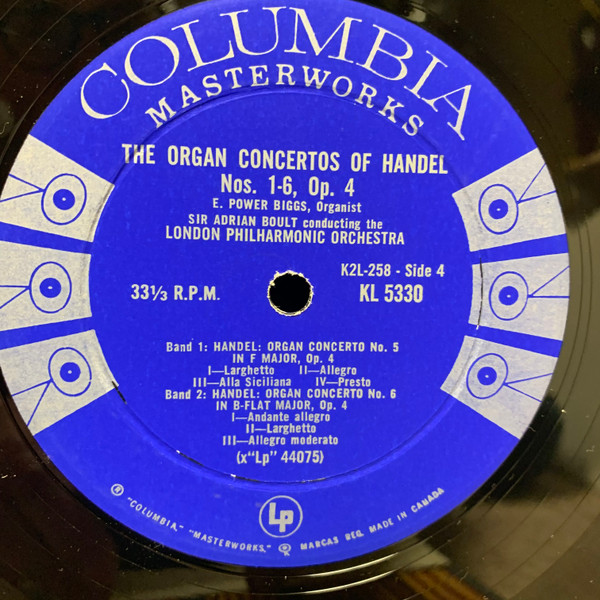 COLUMBIA
MASTERWORKS
THE ORGAN CONCERTOS OF HANDEL
Nos. 1-6, Op. 4
E. POWER BIGGS, Organist
SIR ADRIAN BOULT conducting the
LONDON PHILHARMONIC ORCHESTRA
K2L-258 - Side 4
33⅓ R.P.M.
KL 5330
Band 1: HANDEL: ORGAN CONCERTO No. 5
IN F MAJOR, Op. 4
I—Larghetto II—Allegro
III—Alla Siciliana IV—Presto
Band 2: HANDEL: ORGAN CONCERTO No. 6
IN B-FLAT MAJOR, Op. 4
I—Andante allegro
II—Larghetto
III—Allegro moderato
(x"Lp" 44075)
Lp
® "COLUMBIA," "MASTERWORKS," MARCAS REG. MADE IN CANADA